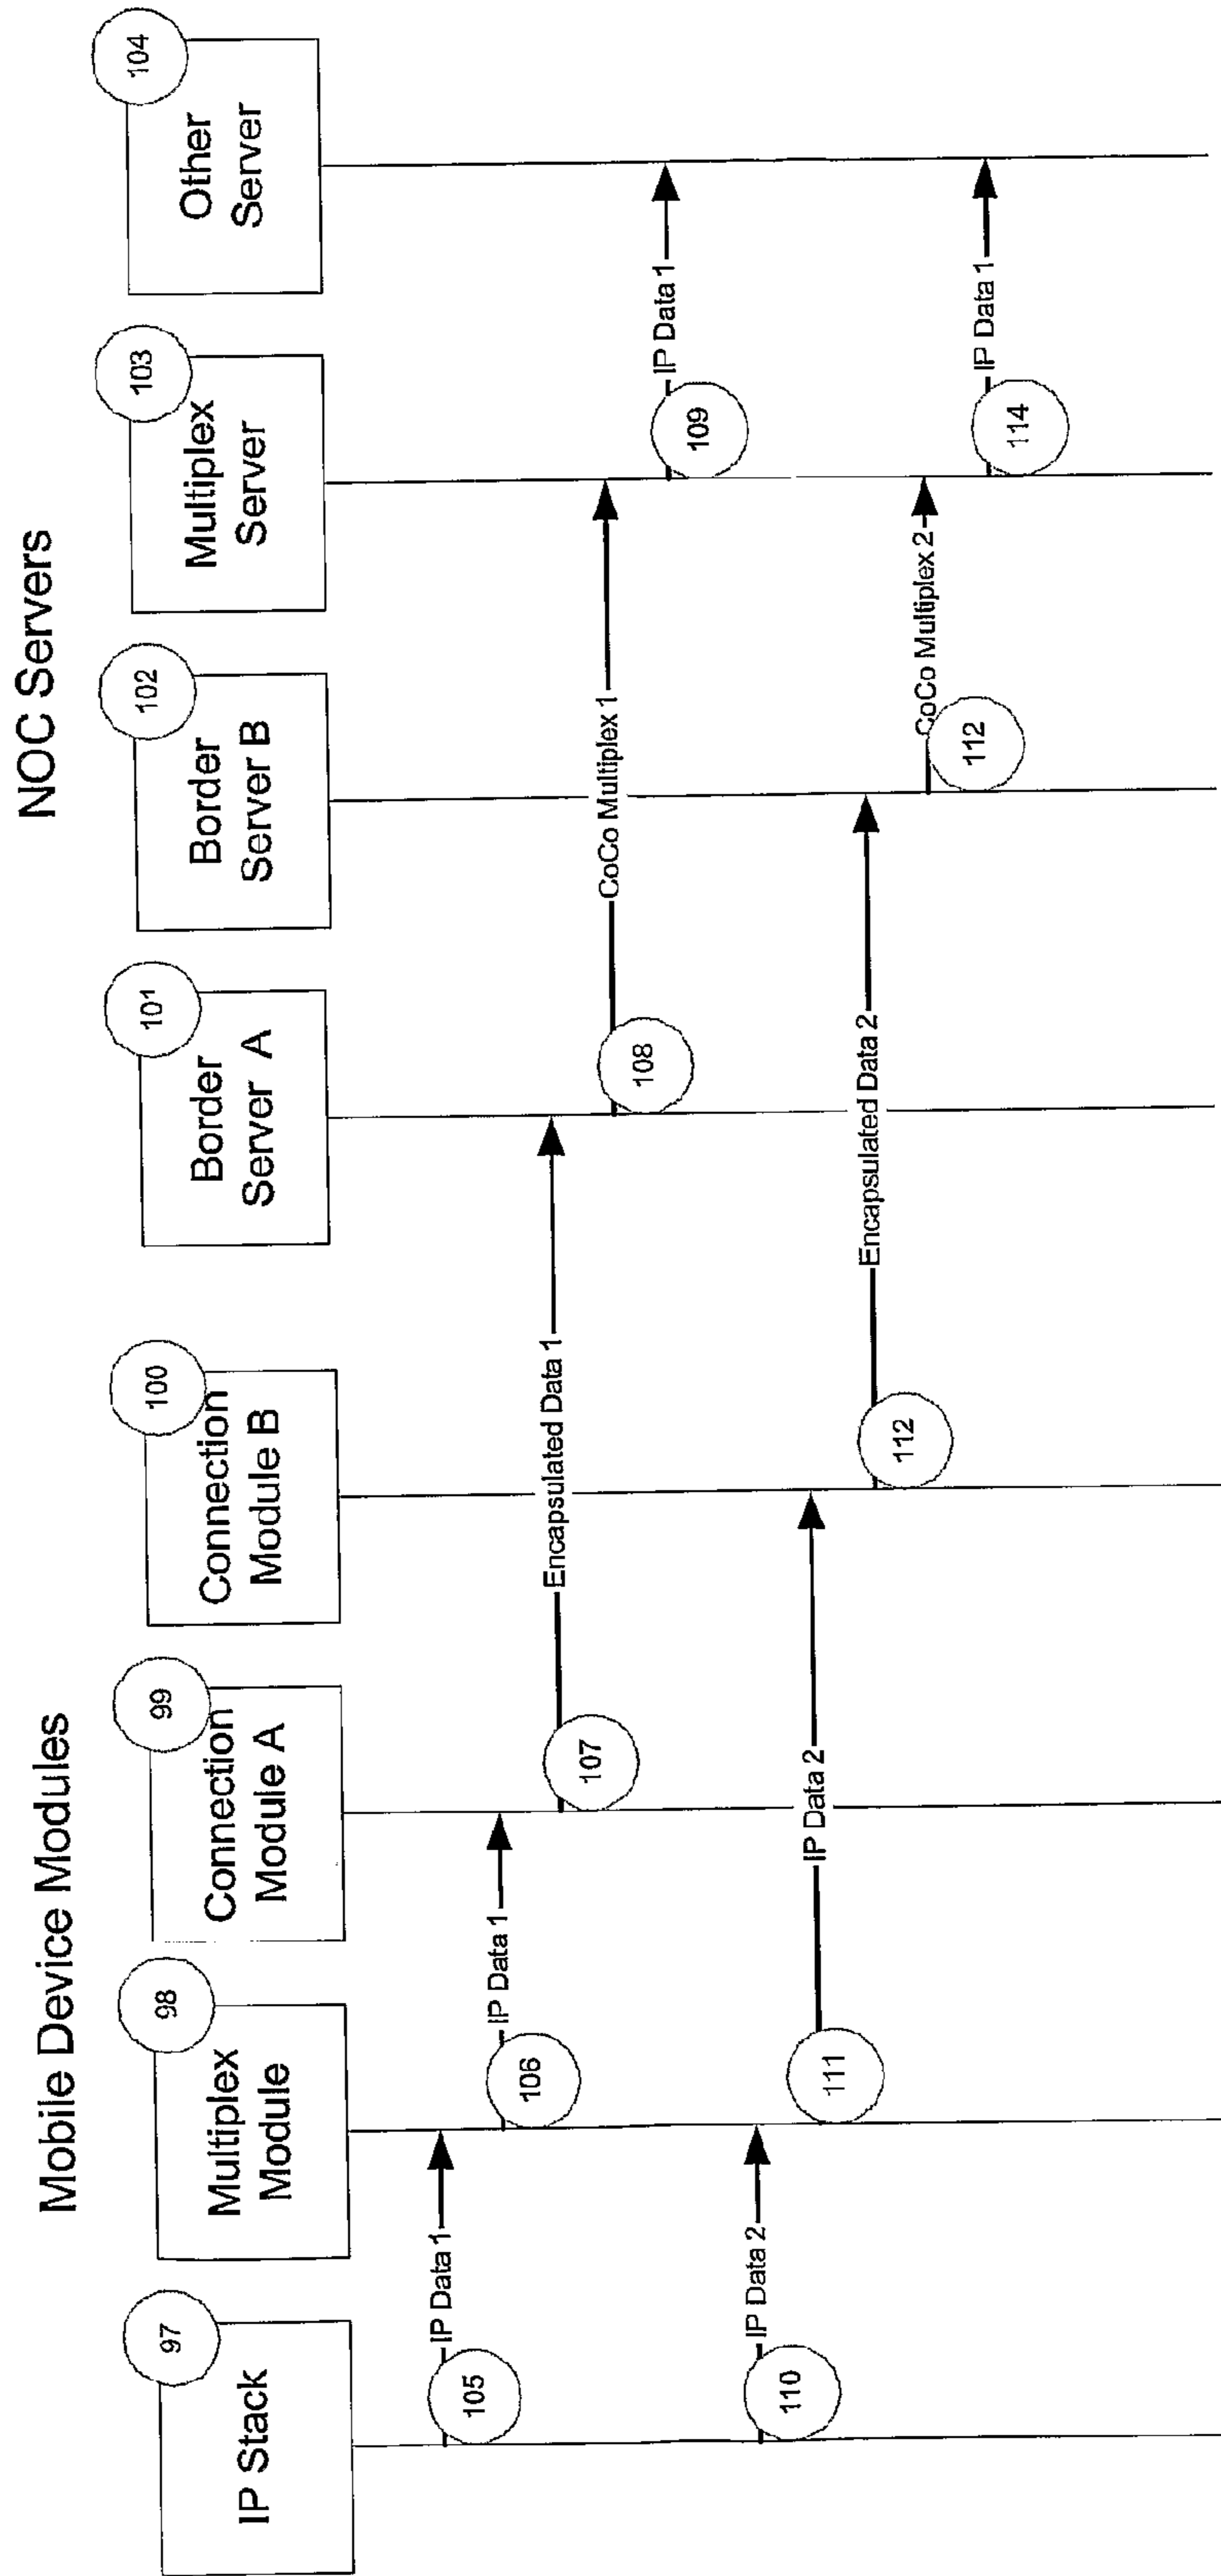 Mobile Device Modules
NOC Servers
97
IP Stack
98
Multiplex
Module
99
Connection
Module A
100
Connection
Module B
101
Border
Server A
102
Border
Server B
103
Multiplex
Server
104
Other
Server
105
IP Data 1
106
IP Data 1
107
Encapsulated Data 1
108
CoCo Multiplex 1
109
IP Data 1
110
IP Data 2
111
IP Data 2
112
Encapsulated Data 2
112
CoCo Multiplex 2
114
IP Data 1